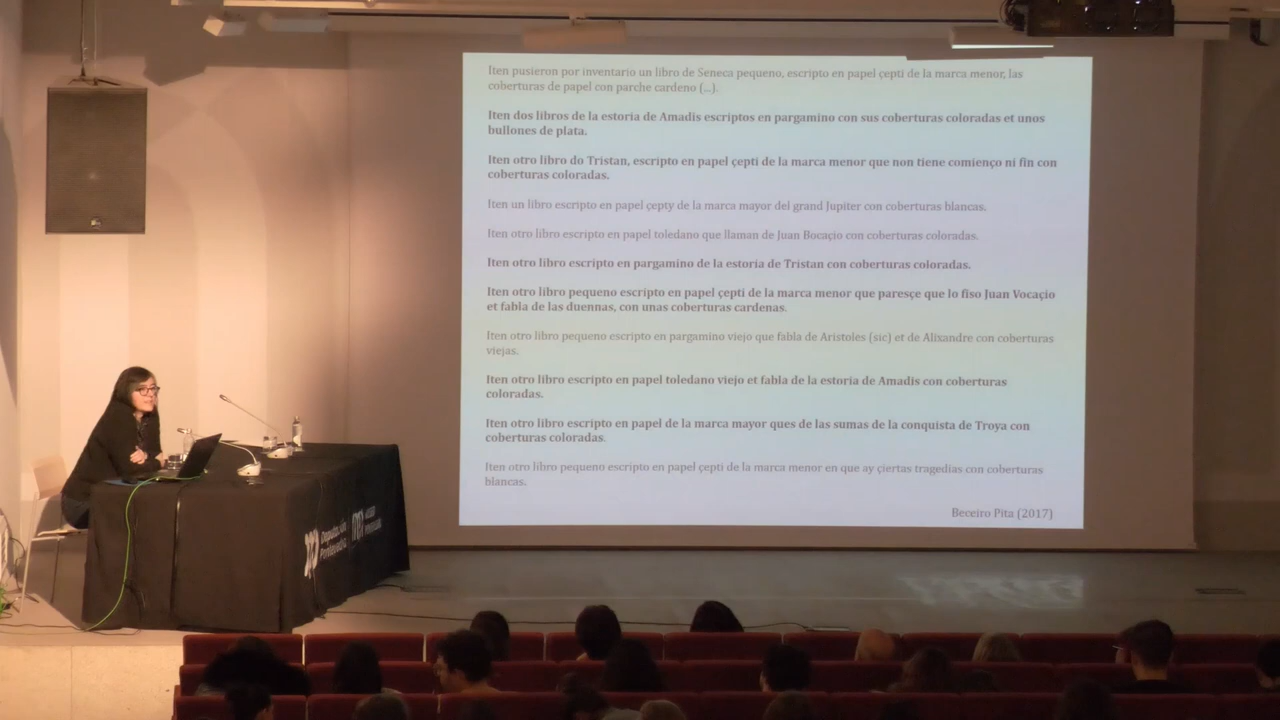 Iten pusieron por inventario un libro de Seneca pequeno, escripto en papel çepti de la marca menor, las
coberturas de papel con parche cardeno (...).
Iten dos libros de la estoria de Amadis escriptos en pargamino con sus coberturas coloradas et unos
bullones de plata.
Iten otro libro do Tristan, escripto en papel çepti de la marca menor que non tiene comienço ni fin con
coberturas coloradas.
Iten un libro escripto en papel çepty de la marca mayor del grand Jupiter con coberturas blancas.
Iten otro libro escripto en papel toledano que llaman de Juan Bocaçio con coberturas coloradas.
Iten otro libro escripto en pargamino de la estoria de Tristan con coberturas coloradas.
Iten otro libro pequeno escripto en papel çepti de la marca menor que paresçe que lo fiso Juan Vocaçio
et fabla de las duennas, con unas coberturas cardenas.
Iten otro libro pequeno escripto en pargamino viejo que fabla de Aristoles (sic) et de Alixandre con coberturas
viejas.
Iten otro libro escripto en papel toledano viejo et fabla de la estoria de Amadis con coberturas
coloradas.
Iten otro libro escripto en papel de la marca mayor ques de las sumas de la conquista de Troya con
coberturas coloradas.
Iten otro libro pequeno escripto en papel çepti de la marca menor en que ay çiertas tragedias con coberturas
blancas.
Beceiro Pita (2017)
Deputación
Pontevedra